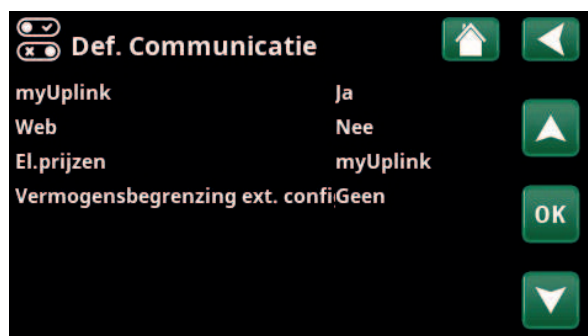 Def. Communicatie
myUplink Ja
Web Nee
El.prijzen myUplink
Vermogensbegrenzing ext. confi Geen
OK